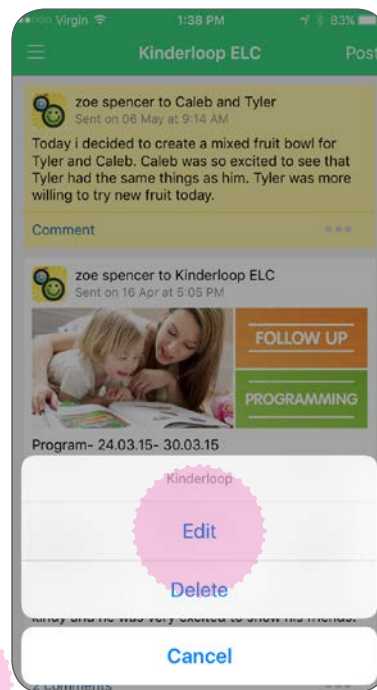 Virgin 1:38 PM 83%
Kinderloop ELC Post
zoe spencer to Caleb and Tyler
Sent on 06 May at 9:14 AM
Today i decided to create a mixed fruit bowl for
Tyler and Caleb. Caleb was so excited to see that
Tyler had the same things as him. Tyler was more
willing to try new fruit today.
Comment
zoe spencer to Kinderloop ELC
Sent on 16 Apr at 5:05 PM
FOLLOW UP
PROGRAMMING
Program- 24.03.15- 30.03.15
Kinderloop
Edit
Delete
kindy and he was very excited to show his friends.
Cancel
2 comments